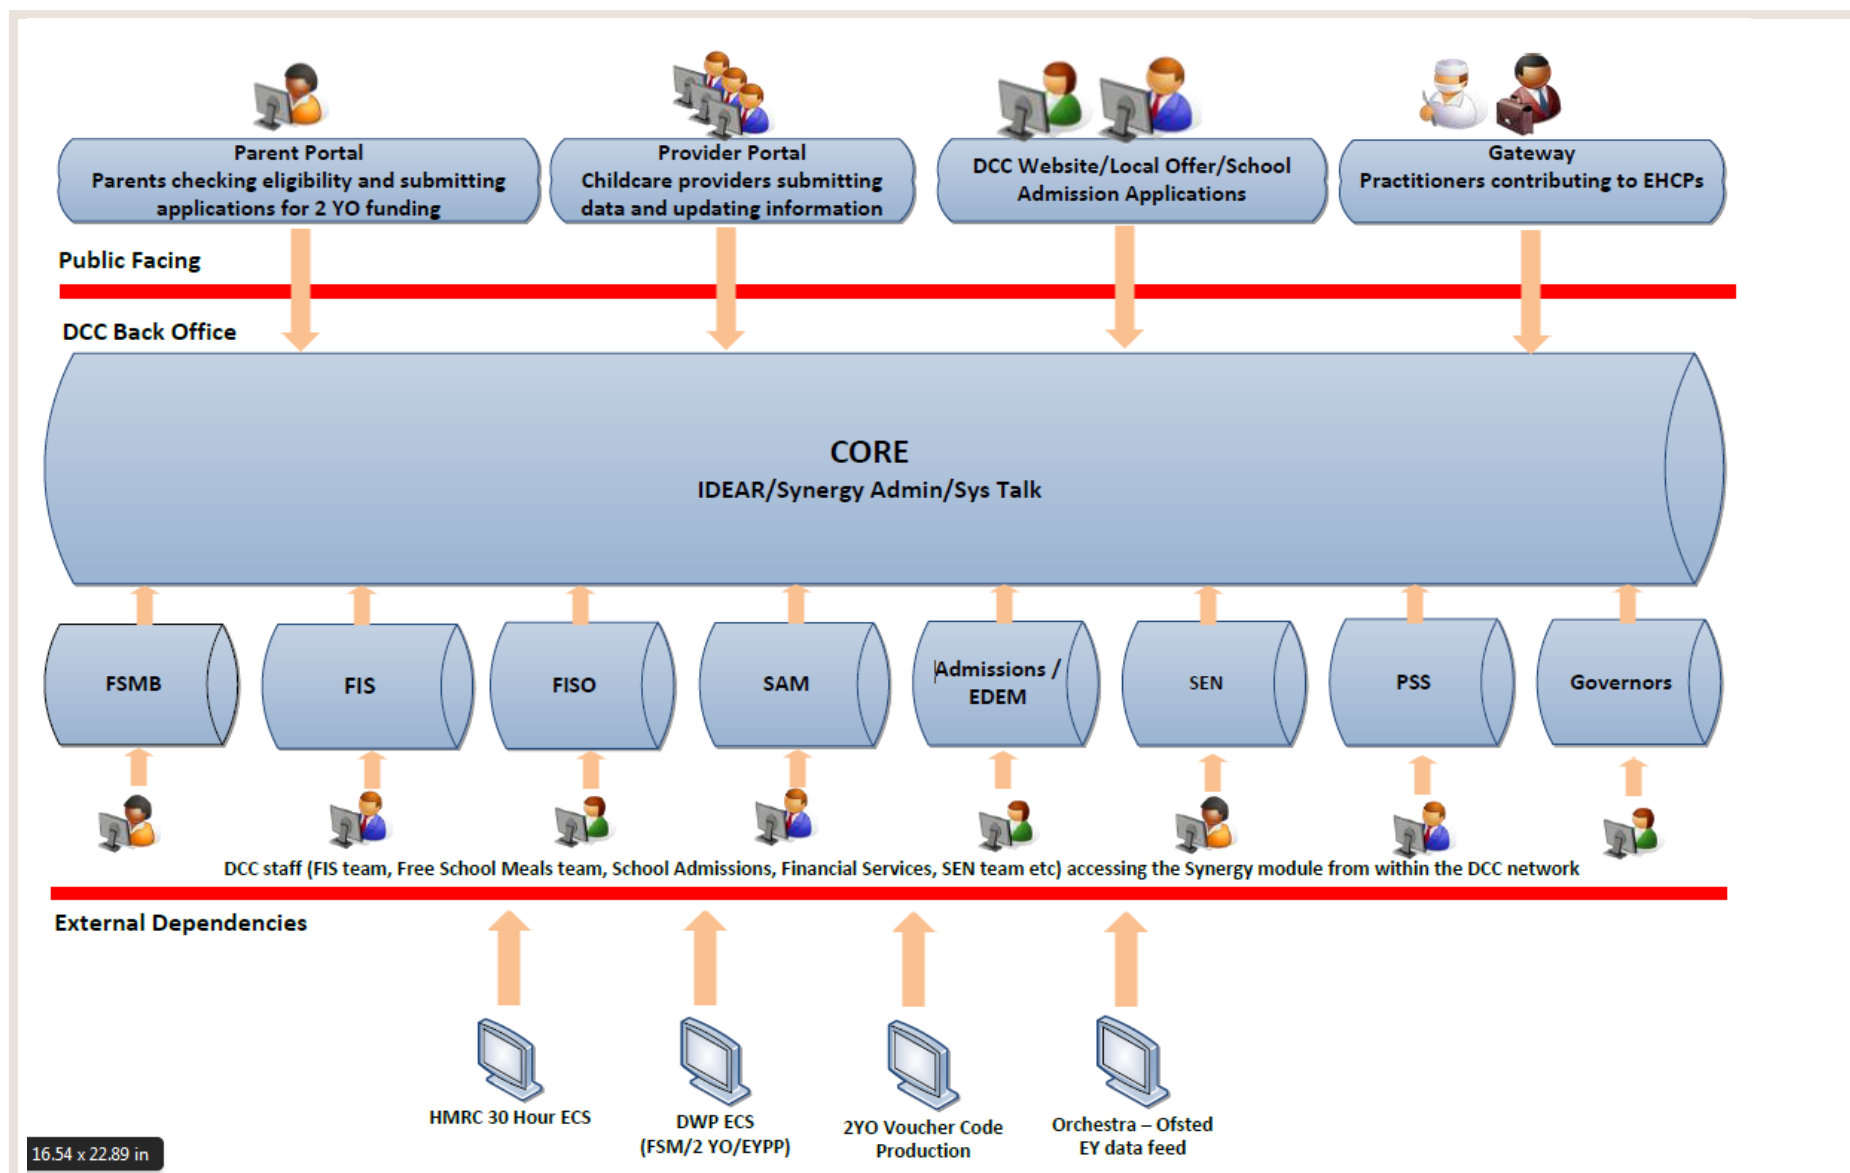 Parent Portal
Parents checking eligibility and submitting
applications for 2 YO funding
Provider Portal
Childcare providers submitting
data and updating information
DCC Website/Local Offer/School
Admission Applications
Gateway
Practitioners contributing to EHCPs
Public Facing
DCC Back Office
CORE
IDEAR/Synergy Admin/Sys Talk
FSMB
FIS
FISO
SAM
Admissions /
EDEM
SEN
PSS
Governors
DCC staff (FIS team, Free School Meals team, School Admissions, Financial Services, SEN team etc) accessing the Synergy module from within the DCC network
External Dependencies
HMRC 30 Hour ECS
DWP ECS
(FSM/2 YO/EYPP)
2YO Voucher Code
Production
Orchestra – Ofsted
EY data feed
16.54 x 22.89 in